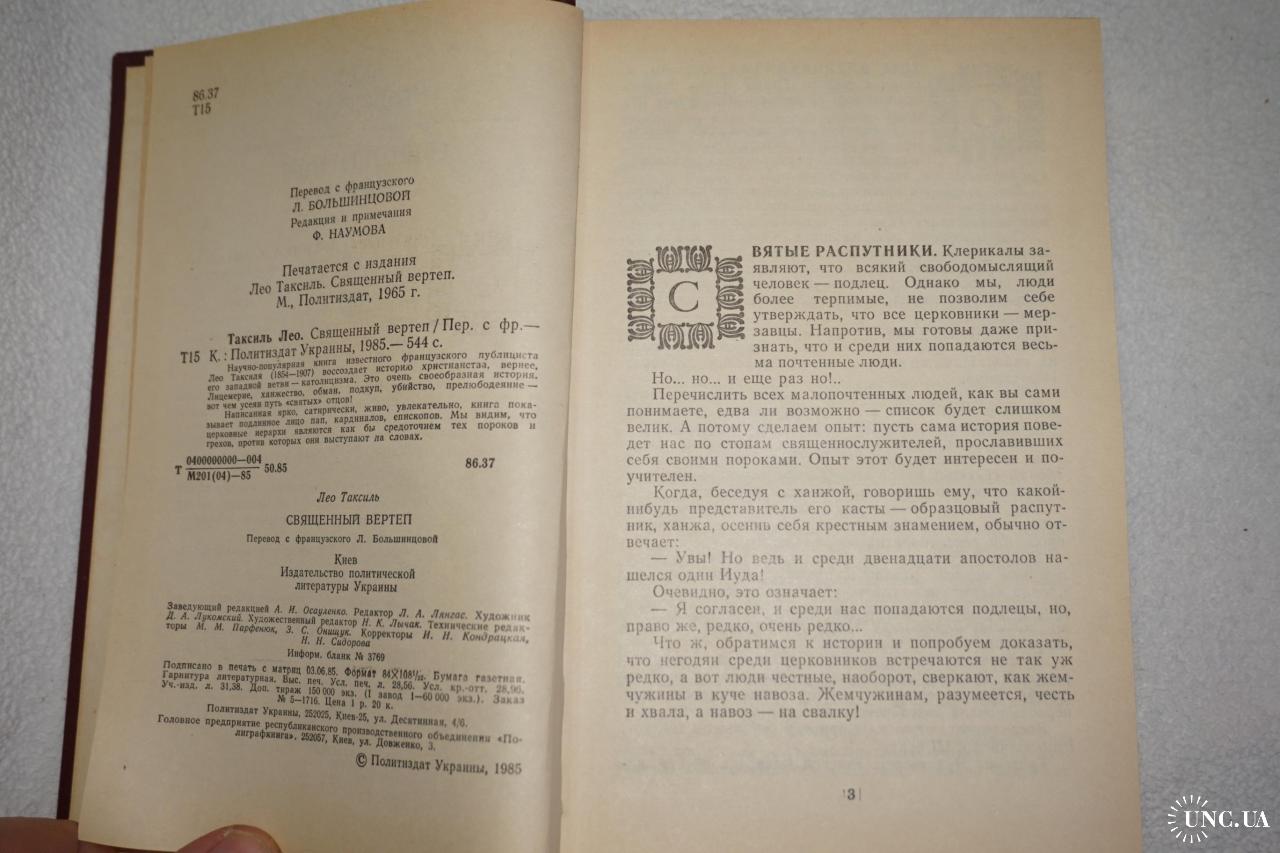 86.37
Т15
Перевод с французского
Л. БОЛЬШИНЦОВОЙ
Редакция и примечания
Ф. НАУМОВА
Печатается с издания
Лео Таксиль. Священный вертеп.
М., Политиздат, 1965 г.
Таксиль Лео. Священный вертеп / Пер. с фр.—
Т15 К.: Политиздат Украины, 1985.— 544 с.
Научно-популярная книга известного французского публициста
Лео Таксиля (1854—1907) воссоздает историю христианства, вернее,
его западной ветви — католицизма. Это очень своеобразная история.
Лицемерие, ханжество, обман, подкуп, убийство, прелюбодеяние —
вот чем усеян путь «святых» отцов!
Написанная ярко, сатирически, живо, увлекательно, книга пока-
зывает подлинное лицо пап, кардиналов, епископов. Мы видим, что
церковные иерархи являются как бы средоточием тех пороков и
грехов, против которых они выступают на словах.
Т 0400000000—004 50.85 86.37
М201(04)—85
Лео Таксиль
СВЯЩЕННЫЙ ВЕРТЕП
Перевод с французского Л. Большинцовой
Киев
Издательство политической
литературы Украины
Заведующий редакцией А. И. Осауленко. Редактор Л. А. Лянгас. Художник
Д. А. Лукомский. Художественный редактор Н. К. Лычак. Технические редак-
торы М. М. Парфенюк, З. С. Онищук. Корректоры И. И. Кондрацкая,
Н. Н. Сидорова
Информ. бланк № 3769
Подписано в печать с матриц 03.06.85. Формат 84×108¹/₃₂. Бумага газетная.
Гарнитура литературная. Выс. печ. Усл. печ. л. 28,56. Усл. кр.-отт. 28,96.
Уч.-изд. л. 31,38. Доп. тираж 150 000 экз. (I завод 1—60 000 экз.). Заказ
№ 5—1716. Цена 1 р. 20 к.
Политиздат Украины, 252025, Киев-25, ул. Десятинная, 4/6.
Головное предприятие республиканского производственного объединения «По-
лиграфкнига». 252057, Киев, ул. Довженко, 3.
© Политиздат Украины, 1985
СВЯТЫЕ РАСПУТНИКИ. Клерикалы за-
являют, что всякий свободомыслящий
человек — подлец. Однако мы, люди
более терпимые, не позволим себе
утверждать, что все церковники — мер-
завцы. Напротив, мы готовы даже при-
знать, что и среди них попадаются весь-
ма почтенные люди.
Но... но... и еще раз но!..
Перечислить всех малопочтенных людей, как вы сами
понимаете, едва ли возможно — список будет слишком
велик. А потому сделаем опыт: пусть сама история пове-
дет нас по стопам священнослужителей, прославивших
себя своими пороками. Опыт этот будет интересен и по-
учителен.
Когда, беседуя с ханжой, говоришь ему, что какой-
нибудь представитель его касты — образцовый распут-
ник, ханжа, осенив себя крестным знамением, обычно от-
вечает:
— Увы! Но ведь и среди двенадцати апостолов на-
шелся один Иуда!
Очевидно, это означает:
— Я согласен, и среди нас попадаются подлецы, но,
право же, редко, очень редко...
Что ж, обратимся к истории и попробуем доказать,
что негодяи среди церковников встречаются не так уж
редко, а вот люди честные, наоборот, сверкают, как жем-
чужины в куче навоза. Жемчужинам, разумеется, честь
и хвала, а навоз — на свалку!
3
UNC.UA